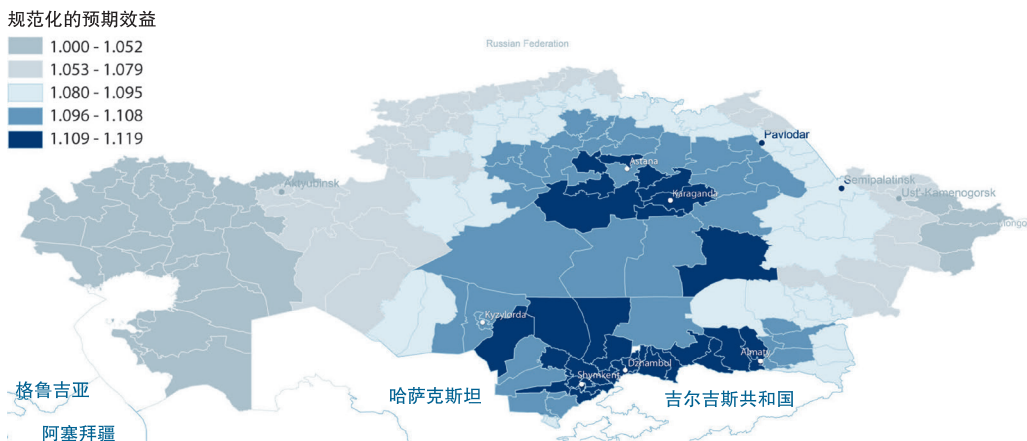 规范化的预期效益
1.000 - 1.052
1.053 - 1.079
1.080 - 1.095
1.096 - 1.108
1.109 - 1.119
Russian Federation
Pavlodar
Astana
Aktyubinsk
Semipalatinsk
Karaganda
Ust'-Kamenogorsk
Kyzylorda
Almaty
Dzhambul
Shymkent
格鲁吉亚
哈萨克斯坦
吉尔吉斯共和国
阿塞拜疆